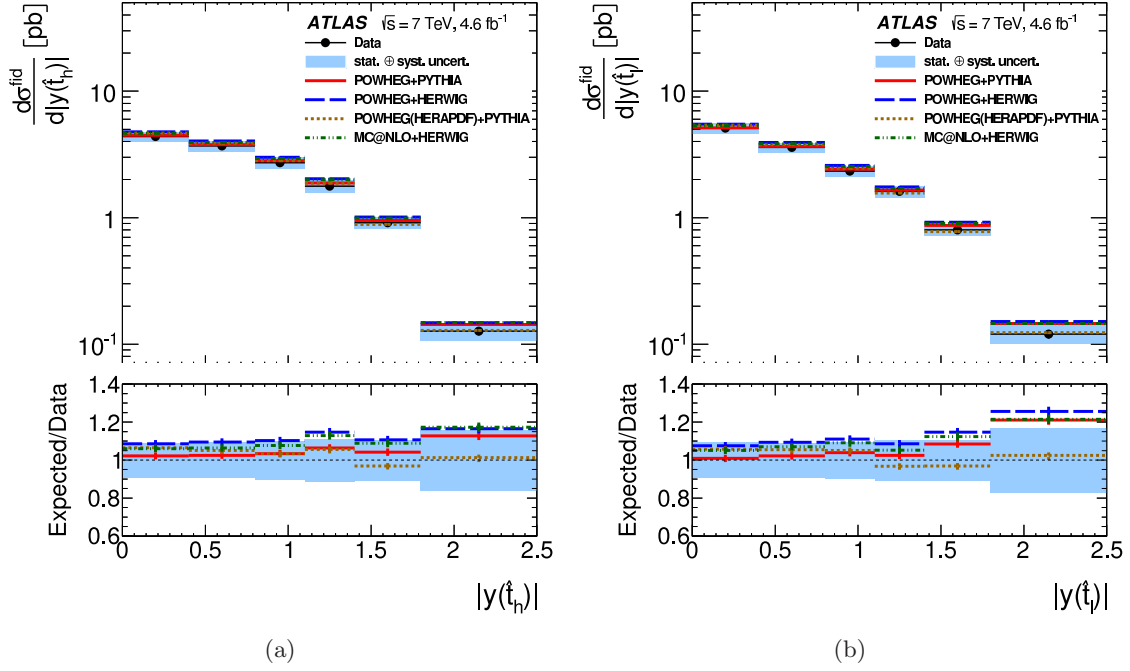 dσ^fid / d|y(t̂_h)| [pb]
ATLAS √s = 7 TeV, 4.6 fb⁻¹
Data
stat. ⊕ syst. uncert.
POWHEG+PYTHIA
POWHEG+HERWIG
POWHEG(HERAPDF)+PYTHIA
MC@NLO+HERWIG
10
1
10⁻¹
Expected/Data
1.4
1.2
1
0.8
0.6
0 0.5 1 1.5 2 2.5
|y(t̂_h)|
(a)
dσ^fid / d|y(t̂_l)| [pb]
ATLAS √s = 7 TeV, 4.6 fb⁻¹
Data
stat. ⊕ syst. uncert.
POWHEG+PYTHIA
POWHEG+HERWIG
POWHEG(HERAPDF)+PYTHIA
MC@NLO+HERWIG
10
1
10⁻¹
Expected/Data
1.4
1.2
1
0.8
0.6
0 0.5 1 1.5 2 2.5
|y(t̂_l)|
(b)